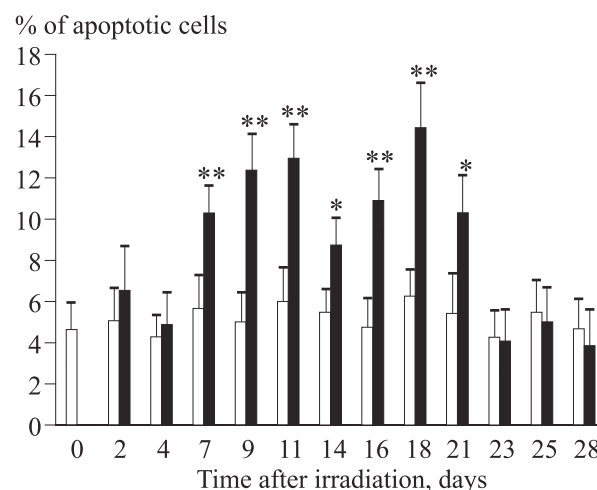 % of apoptotic cells
18
16
14
12
10
8
6
4
2
0
** ** ** * ** ** *
0 2 4 7 9 11 14 16 18 21 23 25 28
Time after irradiation, days